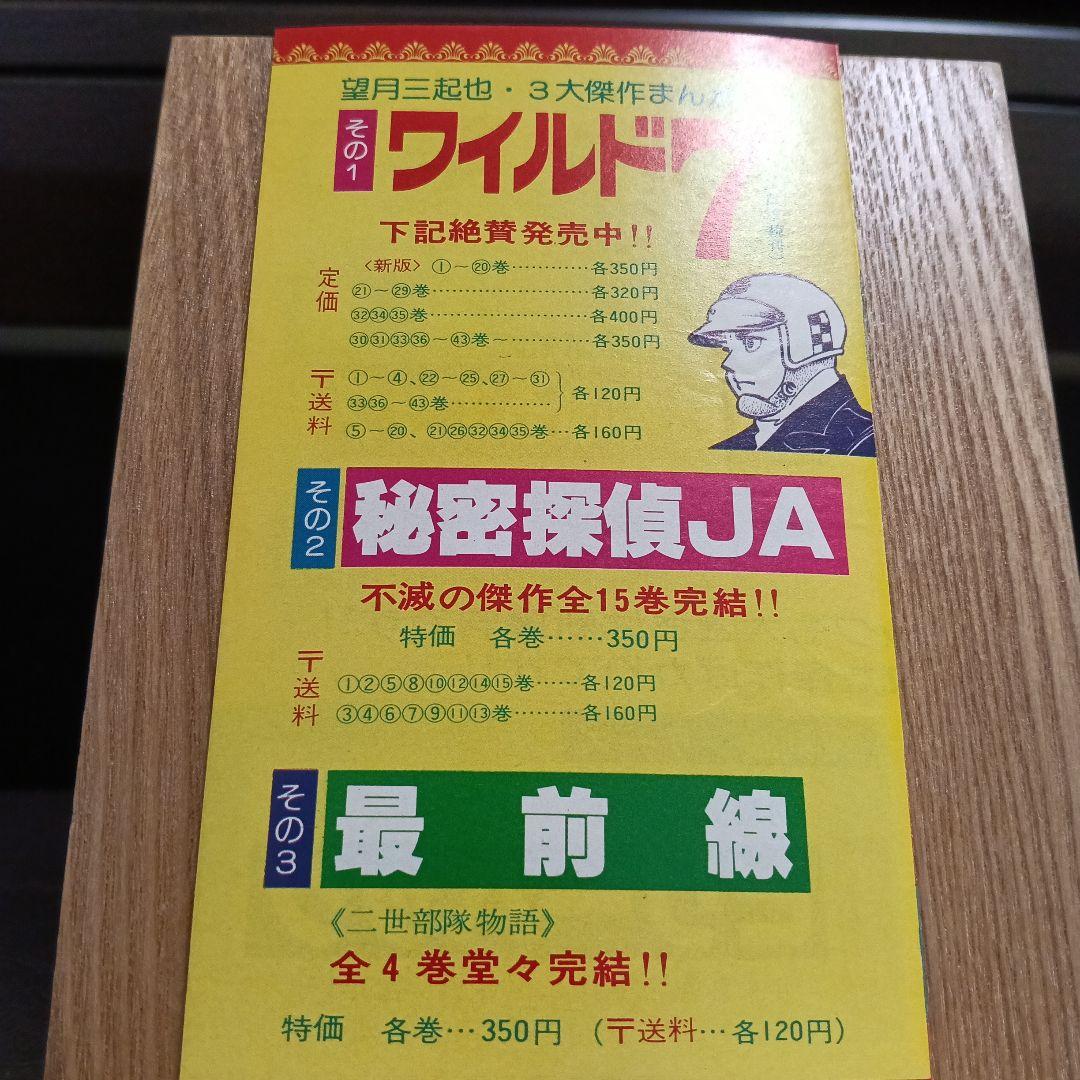 望月三起也・3大傑作まんが
その1
ワイルド7
下記絶賛発売中!!
定価
〈新版〉①〜⑳巻…………各350円
㉑〜㉙巻……………………各320円
㉜㉞㉟巻……………………各400円
㉚㉛㉝㊱〜㊸巻〜…………各350円
〒送料
①〜④、㉒〜㉕、㉗〜㉛
㉝㊱〜㊸巻……………
各120円
⑤〜⑳、㉑㉖㉜㉞㉟巻…各160円
その2
秘密探偵JA
不滅の傑作全15巻完結!!
特価 各巻……350円
〒送料
①②⑤⑧⑩⑫⑭⑮巻……各120円
③④⑥⑦⑨⑪⑬巻………各160円
その3
最前線
《二世部隊物語》
全4巻堂々完結!!
特価 各巻…350円 (〒送料…各120円)